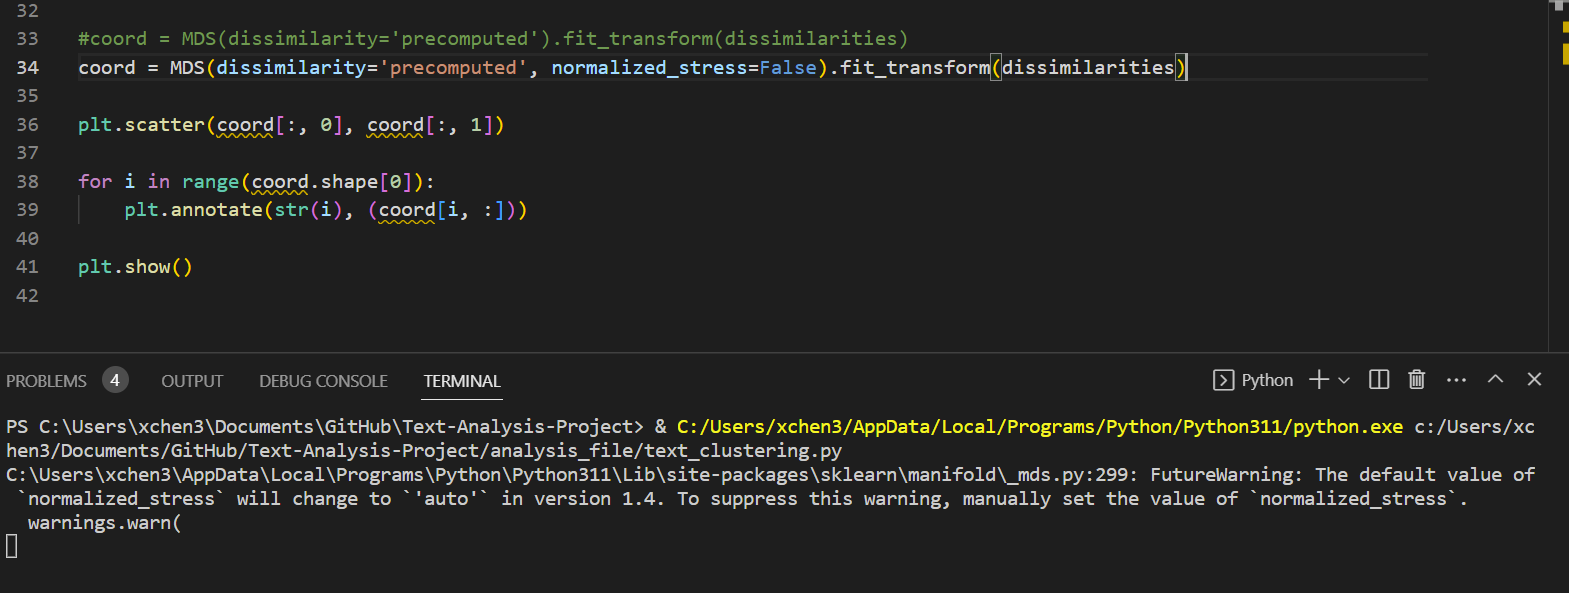 32
33 #coord = MDS(dissimilarity='precomputed').fit_transform(dissimilarities)
34 coord = MDS(dissimilarity='precomputed', normalized_stress=False).fit_transform(dissimilarities)
35
36 plt.scatter(coord[:, 0], coord[:, 1])
37
38 for i in range(coord.shape[0]):
39     plt.annotate(str(i), (coord[i, :]))
40
41 plt.show()
42
PROBLEMS 4 OUTPUT DEBUG CONSOLE TERMINAL Python
PS C:\Users\xchen3\Documents\GitHub\Text-Analysis-Project> & C:/Users/xchen3/AppData/Local/Programs/Python/Python311/python.exe c:/Users/xc
hen3/Documents/GitHub/Text-Analysis-Project/analysis_file/text_clustering.py
C:\Users\xchen3\AppData\Local\Programs\Python\Python311\Lib\site-packages\sklearn\manifold\_mds.py:299: FutureWarning: The default value of
 `normalized_stress` will change to `'auto'` in version 1.4. To suppress this warning, manually set the value of `normalized_stress`.
  warnings.warn(